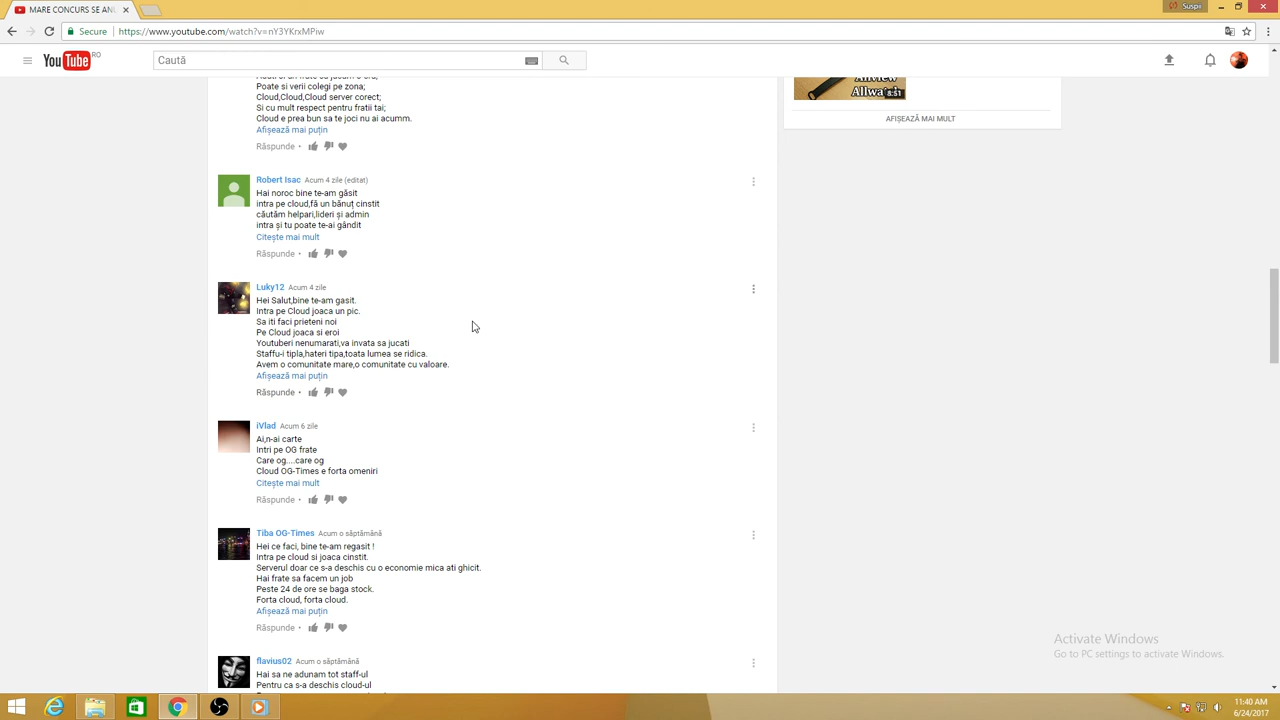 MARE CONCURS SE ANU
Suspii
Secure
https://www.youtube.com/watch?v=nY3YKrxMPiw
YouTube RO
Caută
Poate si verii colegi pe zona;
Cloud,Cloud,Cloud server corect;
Si cu mult respect pentru fratii tai;
Cloud e prea bun sa te joci nu ai acumm.
Afișează mai puțin
Răspunde •
Allview
Allwa
8:51
AFIȘEAZĂ MAI MULT
Robert Isac Acum 4 zile (editat)
Hai noroc bine te-am găsit
intra pe cloud,fă un bănuț cinstit
căutăm helpari,lideri și admin
intra și tu poate te-ai gândit
Citește mai mult
Răspunde •
Luky12 Acum 4 zile
Hei Salut,bine te-am gasit.
Intra pe Cloud joaca un pic.
Sa iti faci prieteni noi
Pe Cloud joaca si eroi
Youtuberi nenumarati,va invata sa jucati
Staffu-i tipla,hateri tipa,toata lumea se ridica.
Avem o comunitate mare,o comunitate cu valoare.
Afișează mai puțin
Răspunde •
iVlad Acum 6 zile
Ai,n-ai carte
Intri pe OG frate
Care og....care og
Cloud OG-Times e forta omeniri
Citește mai mult
Răspunde •
Tiba OG-Times Acum o săptămână
Hei ce faci, bine te-am regasit !
Intra pe cloud si joaca cinstit.
Serverul doar ce s-a deschis cu o economie mica ati ghicit.
Hai frate sa facem un job
Peste 24 de ore se baga stock.
Forta cloud, forta cloud.
Afișează mai puțin
Răspunde •
flavius02 Acum o săptămână
Hai sa ne adunam tot staff-ul
Pentru ca s-a deschis cloud-ul
Activate Windows
Go to PC settings to activate Windows.
11:40 AM
6/24/2017